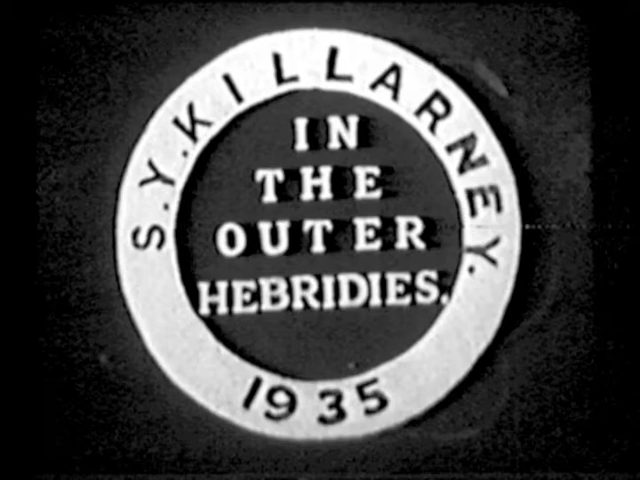 S.Y. KILLARNEY.
IN
THE
OUTER
HEBRIDIES.
1935